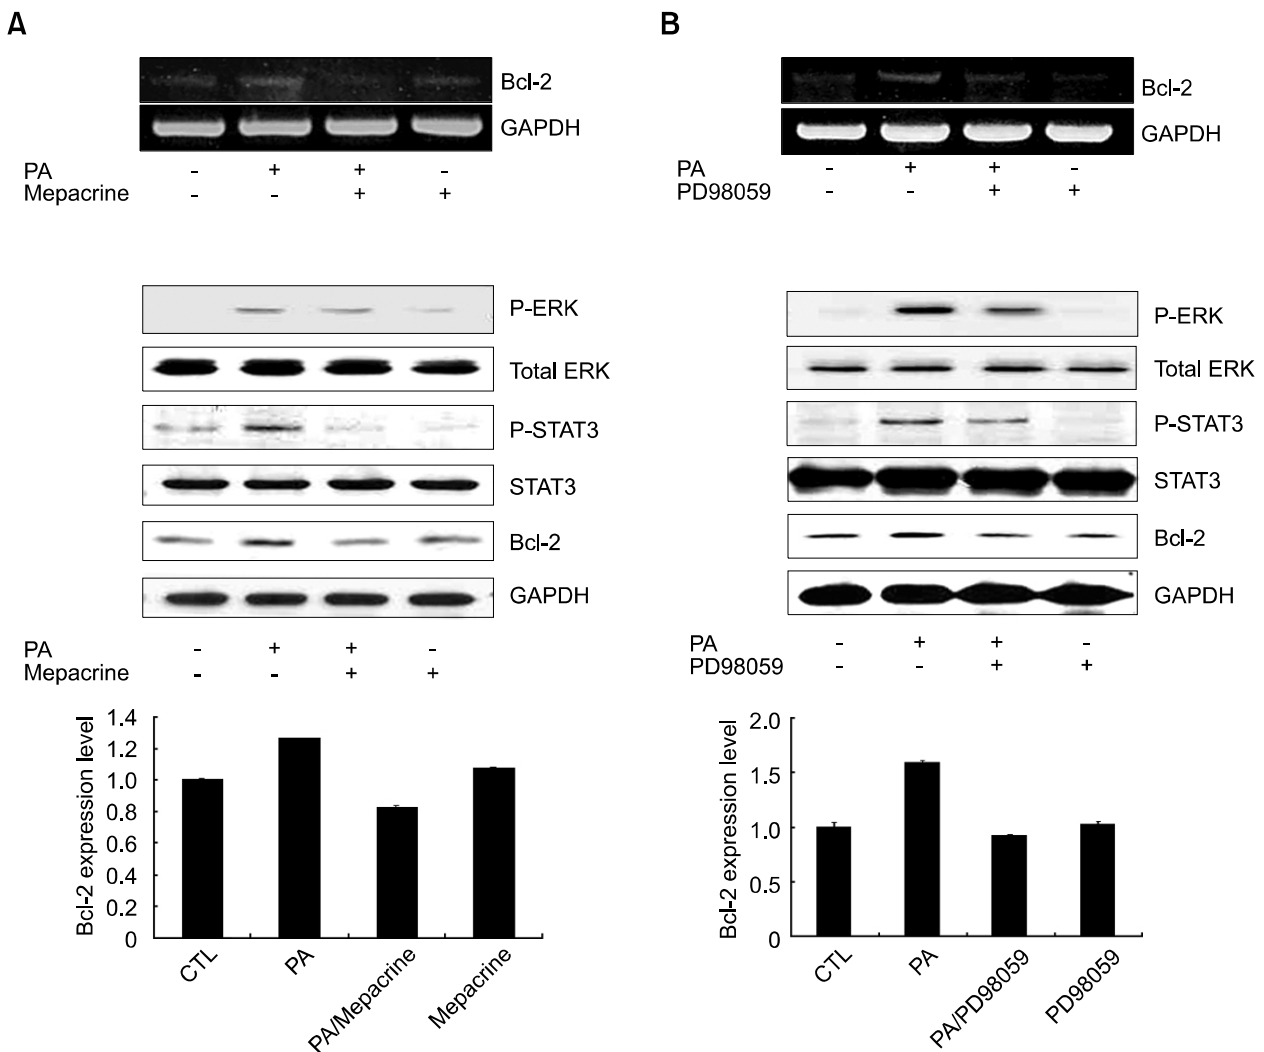 A
Bcl-2
GAPDH
PA - + + -
Mepacrine - - + +
P-ERK
Total ERK
P-STAT3
STAT3
Bcl-2
GAPDH
PA - + + -
Mepacrine - - + +
Bcl-2 expression level
1.4
1.2
1.0
0.8
0.6
0.4
0.2
0
CTL
PA
PA/Mepacrine
Mepacrine
B
Bcl-2
GAPDH
PA - + + -
PD98059 - - + +
P-ERK
Total ERK
P-STAT3
STAT3
Bcl-2
GAPDH
PA - + + -
PD98059 - - + +
Bcl-2 expression level
2.0
1.5
1.0
0.5
0
CTL
PA
PA/PD98059
PD98059